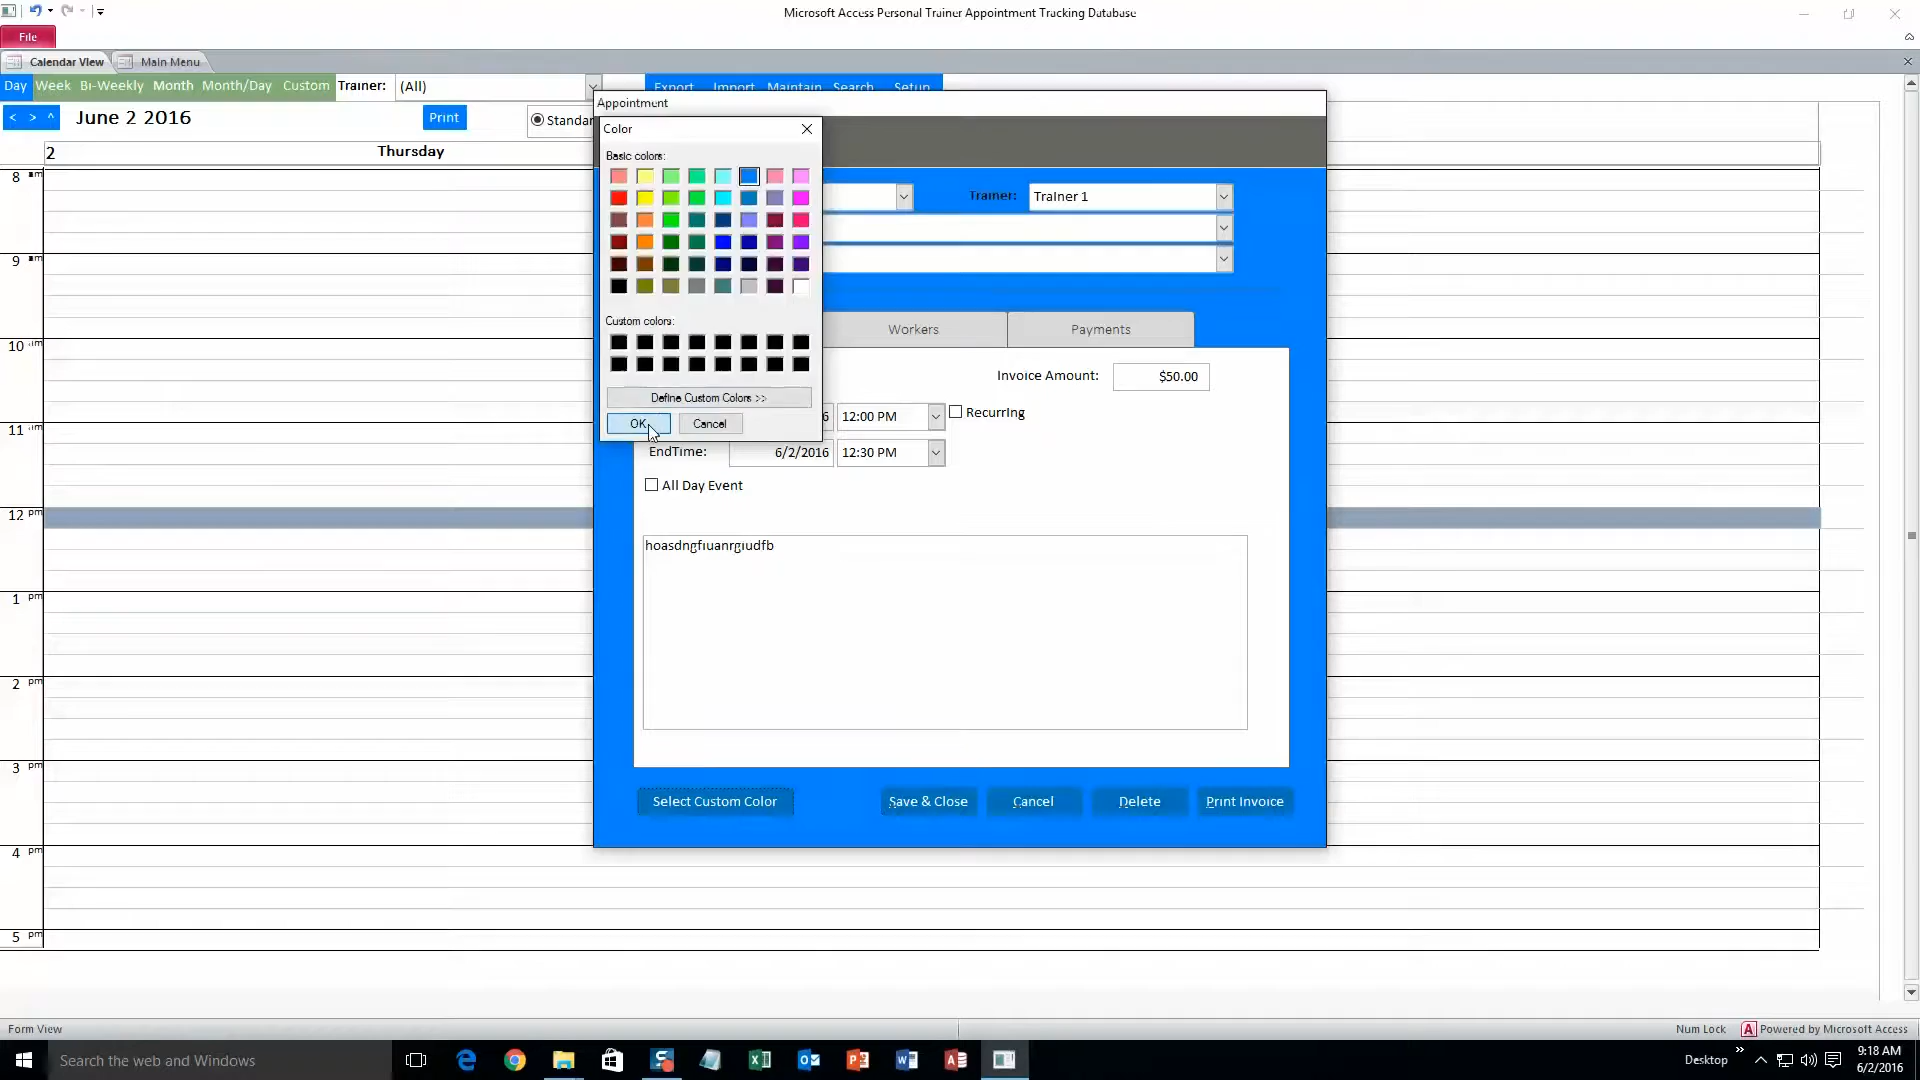 Microsoft Access Personal Trainer Appointment Tracking Database
File
Calendar View
Main Menu
Day Week Bi-Weekly Month Month/Day Custom Trainer: (All)
Export Import Maintain Search Setup
< > ^ June 2 2016 Print Standar
2 Thursday
Appointment
Color
Basic colors:
Custom colors:
Define Custom Colors >>
OK Cancel
Trainer: Trainer 1
Workers Payments
Invoice Amount: $50.00
6 12:00 PM Recurring
EndTime: 6/2/2016 12:30 PM
All Day Event
hoasdngfiuanrgiudfb
Select Custom Color Save & Close Cancel Delete Print Invoice
8 am
9 am
10 am
11 am
12 pm
1 pm
2 pm
3 pm
4 pm
5 pm
Form View Num Lock Powered by Microsoft Access
Search the web and Windows
Desktop
9:18 AM
6/2/2016